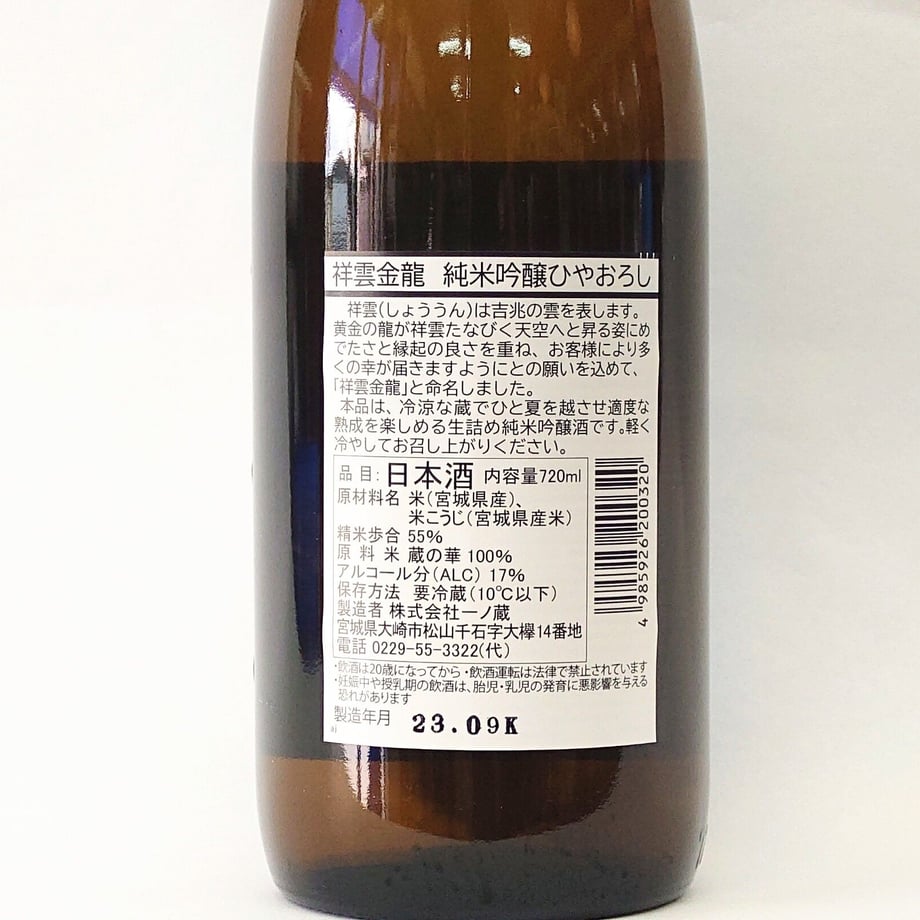 祥雲金龍 純米吟醸ひやおろし
祥雲(しょううん)は吉兆の雲を表します。
黄金の龍が祥雲たなびく天空へと昇る姿にめ
でたさと縁起の良さを重ね、お客様により多
くの幸が届きますようにとの願いを込めて、
「祥雲金龍」と命名しました。
本品は、冷涼な蔵でひと夏を越させ適度な
熟成を楽しめる生詰め純米吟醸酒です。軽く
冷やしてお召し上がりください。
品目:日本酒 内容量720ml
原材料名 米(宮城県産)、
米こうじ(宮城県産米)
精米歩合 55%
原料米 蔵の華 100%
アルコール分(ALC) 17%
保存方法 要冷蔵(10℃以下)
製造者 株式会社一ノ蔵
宮城県大崎市松山千石字大欅14番地
電話 0229-55-3322(代)
4 985926 200320
・飲酒は20歳になってから ・飲酒運転は法律で禁止されています
・妊娠中や授乳期の飲酒は、胎児・乳児の発育に悪影響を与える
恐れがあります
製造年月 23.09K
a)